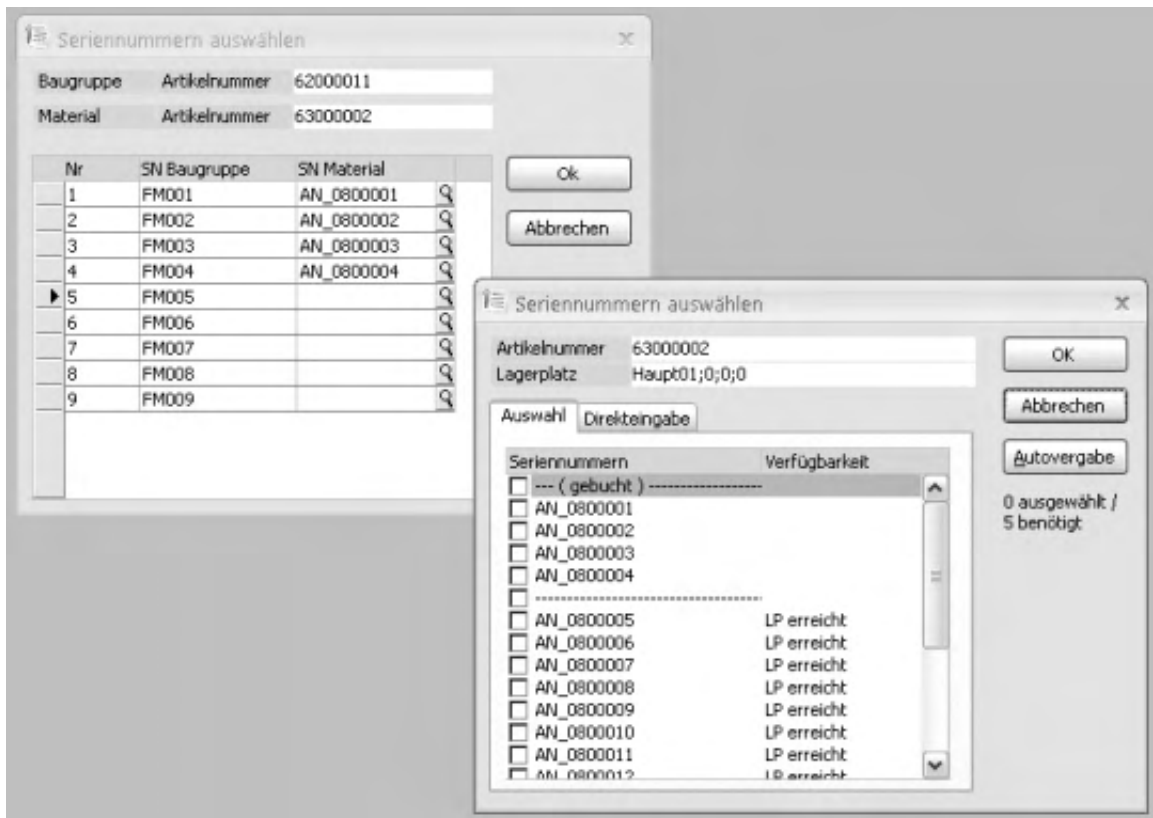 Seriennummern auswählen
Baugruppe Artikelnummer 62000011
Material Artikelnummer 63000002
Nr SN Baugruppe SN Material
1 FM001 AN_0800001
2 FM002 AN_0800002
3 FM003 AN_0800003
4 FM004 AN_0800004
5 FM005
6 FM006
7 FM007
8 FM008
9 FM009
Ok
Abbrechen
Seriennummern auswählen
Artikelnummer 63000002
Lagerplatz Haupt01;0;0;0
Auswahl Direkteingabe
Seriennummern Verfügbarkeit
--- ( gebucht ) ------------------
AN_0800001
AN_0800002
AN_0800003
AN_0800004
------------------------------------
AN_0800005 LP erreicht
AN_0800006 LP erreicht
AN_0800007 LP erreicht
AN_0800008 LP erreicht
AN_0800009 LP erreicht
AN_0800010 LP erreicht
AN_0800011 LP erreicht
AN_0800012 LP erreicht
OK
Abbrechen
Autovergabe
0 ausgewählt /
5 benötigt